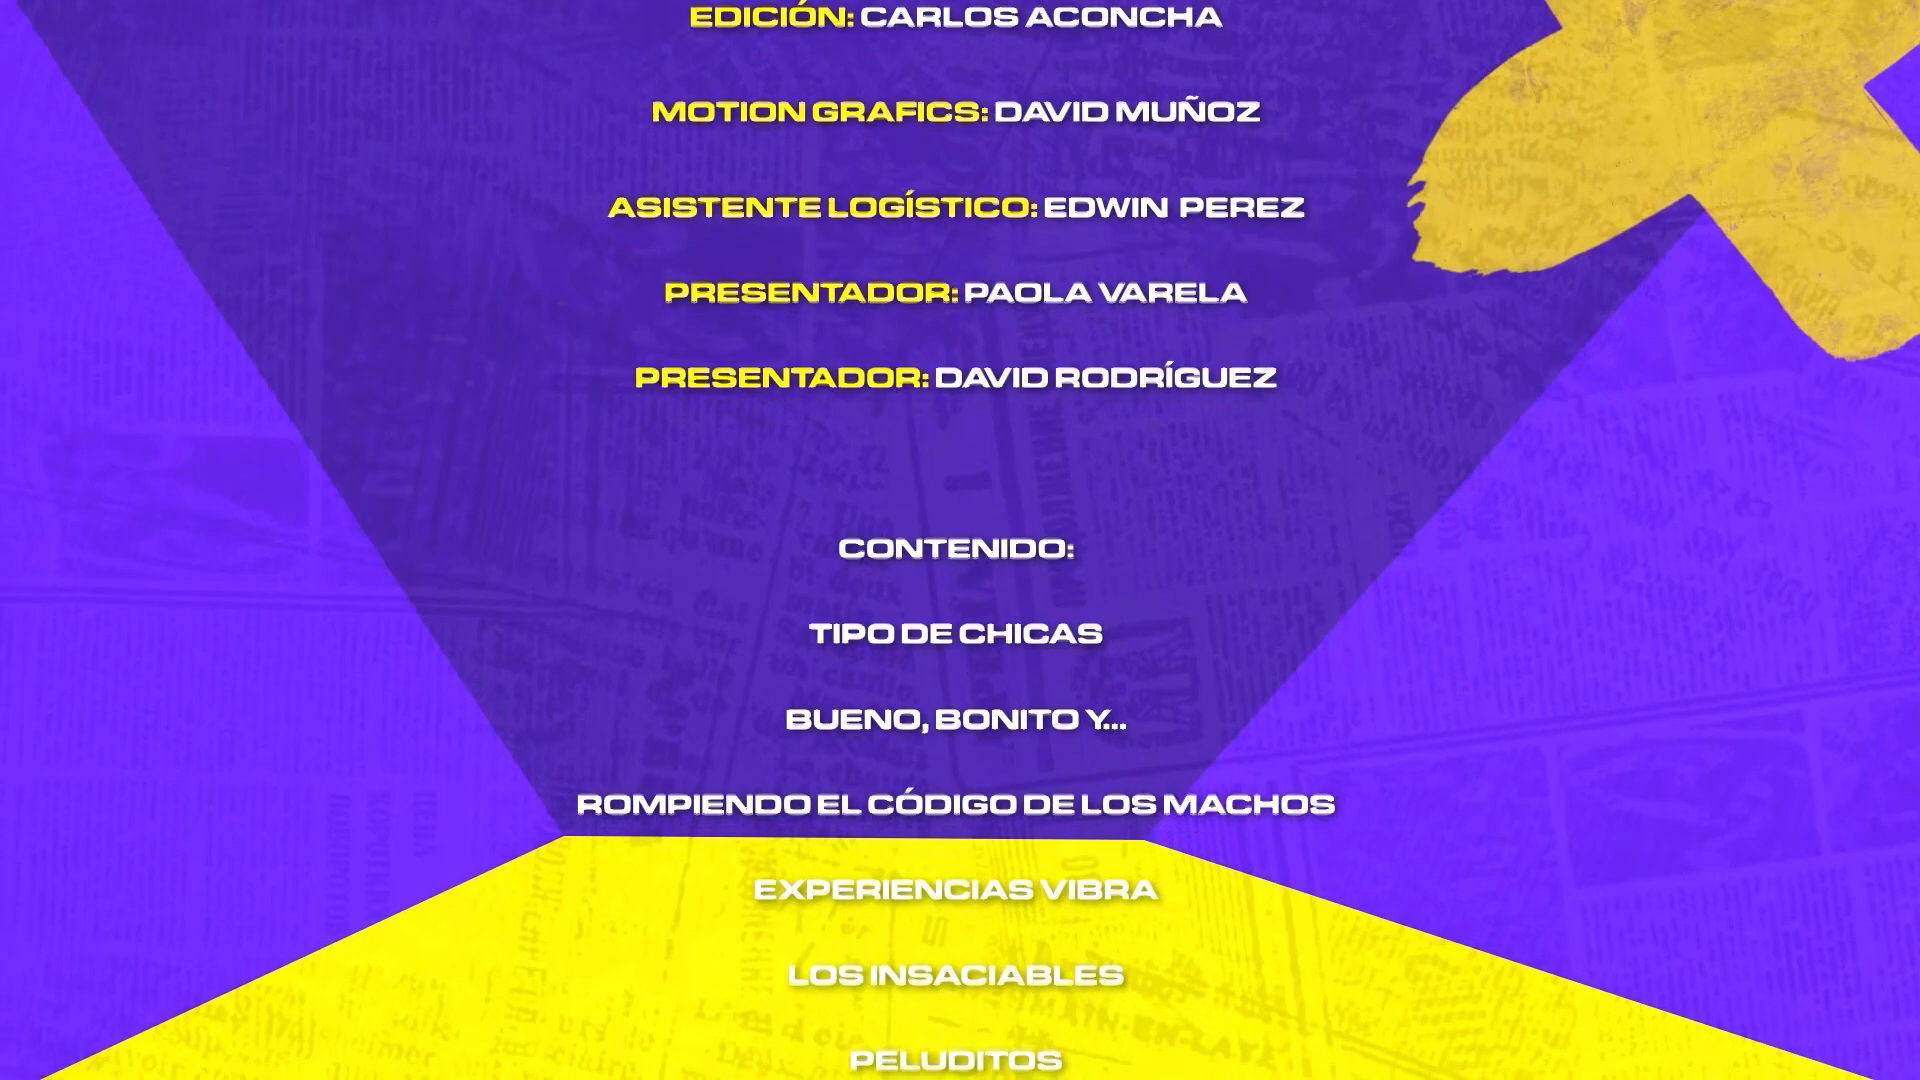 EDICIÓN: CARLOS ACONCHA
MOTION GRAFICS: DAVID MUÑOZ
ASISTENTE LOGÍSTICO: EDWIN PEREZ
PRESENTADOR: PAOLA VARELA
PRESENTADOR: DAVID RODRÍGUEZ
CONTENIDO:
TIPO DE CHICAS
BUENO, BONITO Y...
ROMPIENDO EL CÓDIGO DE LOS MACHOS
EXPERIENCIAS VIBRA
LOS INSACIABLES
PELUDITOS